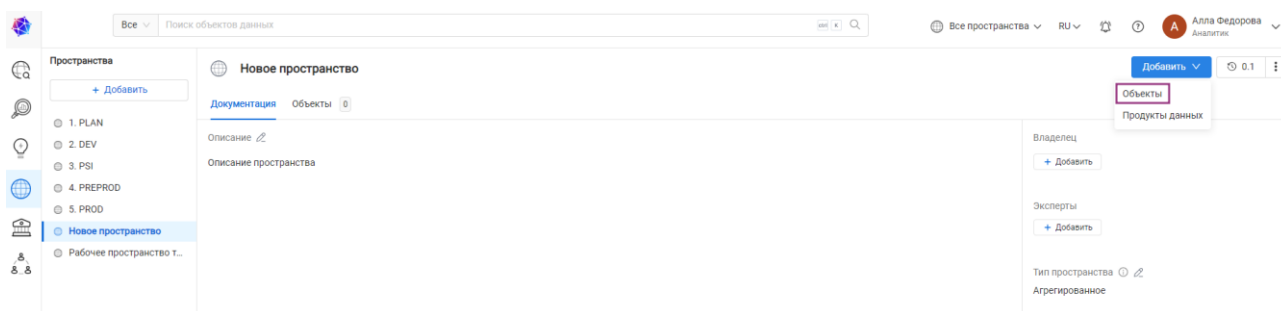 Все
Поиск объектов данных
Все пространства
RU
А
Алла Федорова
Аналитик
Пространства
+ Добавить
1. PLAN
2. DEV
3. PSI
4. PREPROD
5. PROD
Новое пространство
Рабочее пространство т...
Новое пространство
Добавить
0.1
Объекты
Продукты данных
Документация
Объекты 0
Описание
Описание пространства
Владелец
+ Добавить
Эксперты
+ Добавить
Тип пространства
Агрегированное